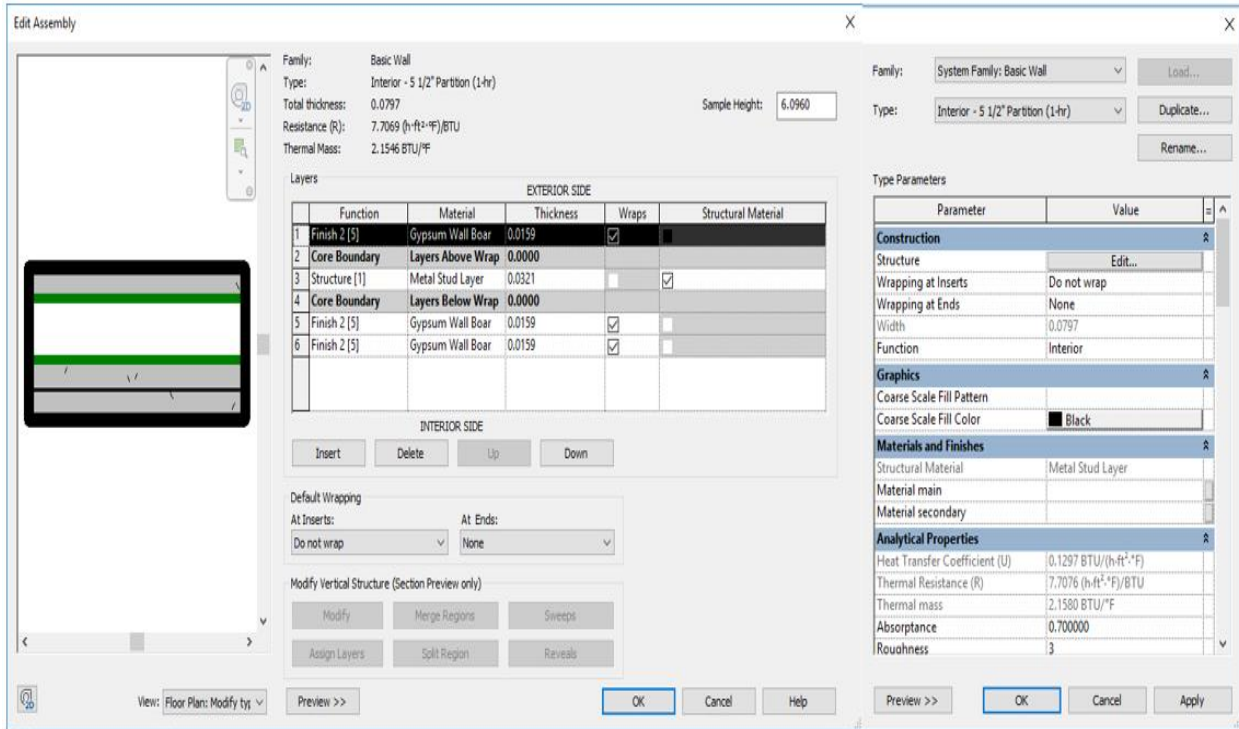 Edit Assembly
Family: Basic Wall
Type: Interior - 5 1/2" Partition (1-hr)
Total thickness: 0.0797
Sample Height: 6.0960
Resistance (R): 7.7069 (h·ft²·°F)/BTU
Thermal Mass: 2.1546 BTU/°F
Layers
EXTERIOR SIDE
Function Material Thickness Wraps Structural Material
1 Finish 2 [5] Gypsum Wall Boar 0.0159
2 Core Boundary Layers Above Wrap 0.0000
3 Structure [1] Metal Stud Layer 0.0321
4 Core Boundary Layers Below Wrap 0.0000
5 Finish 2 [5] Gypsum Wall Boar 0.0159
6 Finish 2 [5] Gypsum Wall Boar 0.0159
INTERIOR SIDE
Insert Delete Up Down
Default Wrapping
At Inserts: At Ends:
Do not wrap None
Modify Vertical Structure (Section Preview only)
Modify Merge Regions Sweeps
Assign Layers Split Region Reveals
View: Floor Plan: Modify typ Preview >> OK Cancel Help
Family: System Family: Basic Wall Load...
Type: Interior - 5 1/2" Partition (1-hr) Duplicate...
Rename...
Type Parameters
Parameter Value =
Construction
Structure Edit...
Wrapping at Inserts Do not wrap
Wrapping at Ends None
Width 0.0797
Function Interior
Graphics
Coarse Scale Fill Pattern
Coarse Scale Fill Color Black
Materials and Finishes
Structural Material Metal Stud Layer
Material main
Material secondary
Analytical Properties
Heat Transfer Coefficient (U) 0.1297 BTU/(h·ft²·°F)
Thermal Resistance (R) 7.7076 (h·ft²·°F)/BTU
Thermal mass 2.1580 BTU/°F
Absorptance 0.700000
Roughness 3
Preview >> OK Cancel Apply